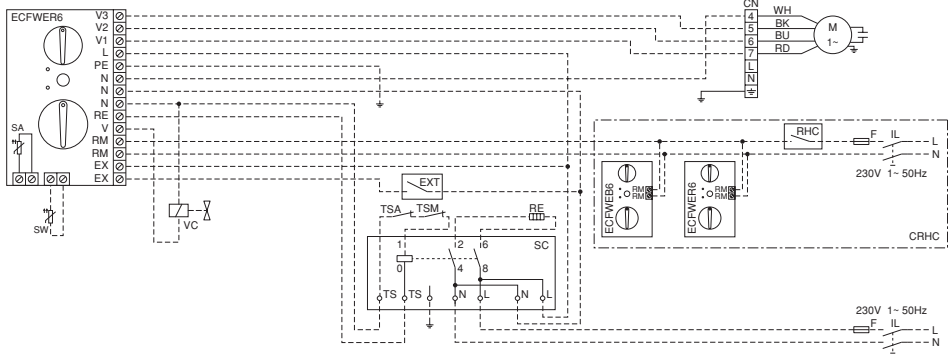 ECFWER6
V3
V2
V1
L
PE
N
N
N
RE
V
RM
RM
EX
EX
SA
SW
VC
EXT
TSA
TSM
RE
SC
1
2
6
0
4
8
TS
TS
N
L
N
L
CN
4
5
6
7
L
N
WH
BK
BU
RD
M
1~
RHC
F
IL
L
N
230V 1~ 50Hz
ECFWEB6
RM
RM
ECFWER6
RM
RM
CRHC
230V 1~ 50Hz
F
IL
L
N